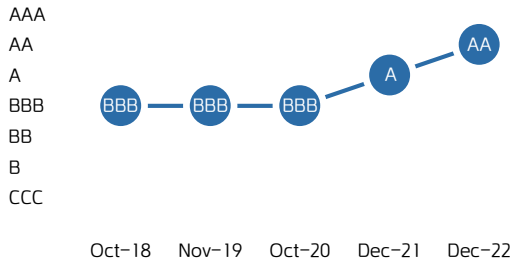 AAA
AA AA
A A
BBB BBB BBB BBB
BB
B
CCC
Oct-18 Nov-19 Oct-20 Dec-21 Dec-22